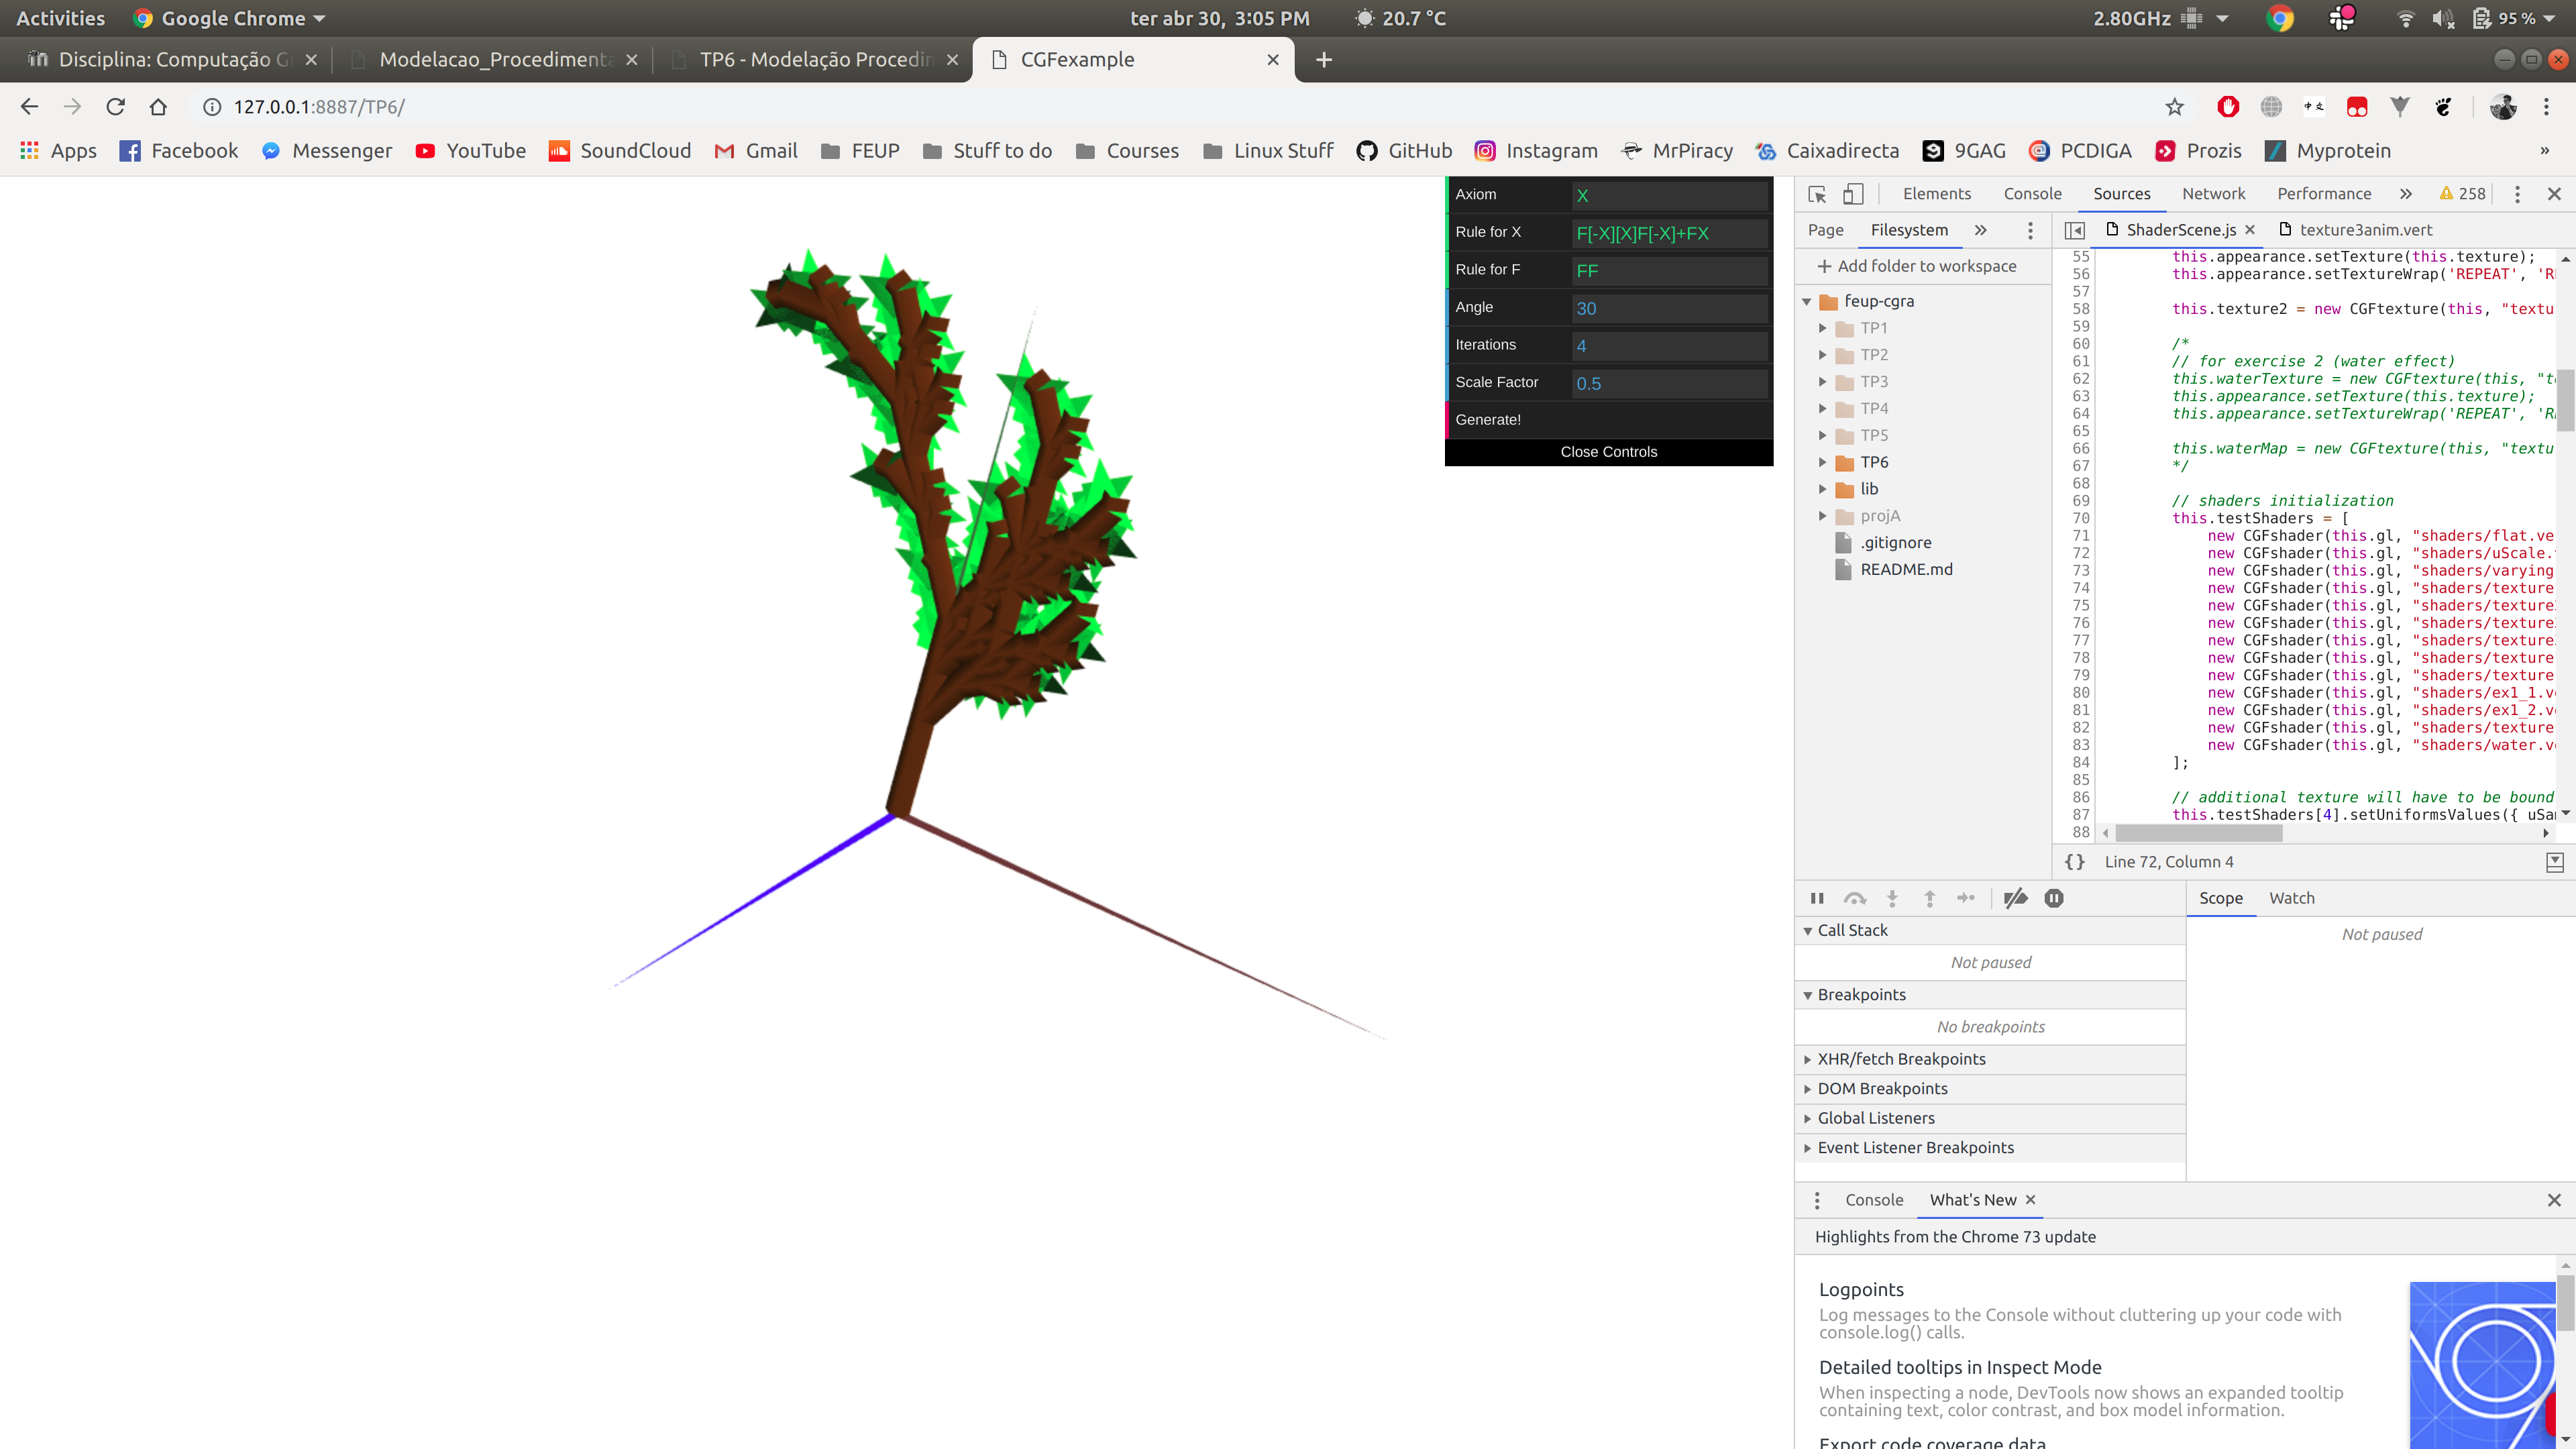 Activities
Google Chrome
ter abr 30, 3:05 PM
20.7 °C
2.80GHz
95 %
Disciplina: Computação G
Modelacao_Procedimenta
TP6 - Modelação Procedin
CGFexample
127.0.0.1:8887/TP6/
Apps
Facebook
Messenger
YouTube
SoundCloud
Gmail
FEUP
Stuff to do
Courses
Linux Stuff
GitHub
Instagram
MrPiracy
Caixadirecta
9GAG
PCDIGA
Prozis
Myprotein
»
Axiom X
Rule for X F[-X][X]F[-X]+FX
Rule for F FF
Angle 30
Iterations 4
Scale Factor 0.5
Generate!
Close Controls
Elements Console Sources Network Performance » 258
Page Filesystem »
ShaderScene.js texture3anim.vert
+ Add folder to workspace
feup-cgra
TP1
TP2
TP3
TP4
TP5
TP6
lib
projA
.gitignore
README.md
55 this.appearance.setTexture(this.texture);
56 this.appearance.setTextureWrap('REPEAT', 'R
57
58 this.texture2 = new CGFtexture(this, "textu
59
60 /*
61 // for exercise 2 (water effect)
62 this.waterTexture = new CGFtexture(this, "t
63 this.appearance.setTexture(this.texture);
64 this.appearance.setTextureWrap('REPEAT', 'R
65
66 this.waterMap = new CGFtexture(this, "textu
67 */
68
69 // shaders initialization
70 this.testShaders = [
71 new CGFshader(this.gl, "shaders/flat.ve
72 new CGFshader(this.gl, "shaders/uScale.
73 new CGFshader(this.gl, "shaders/varying
74 new CGFshader(this.gl, "shaders/texture
75 new CGFshader(this.gl, "shaders/texture
76 new CGFshader(this.gl, "shaders/texture
77 new CGFshader(this.gl, "shaders/texture
78 new CGFshader(this.gl, "shaders/texture
79 new CGFshader(this.gl, "shaders/texture
80 new CGFshader(this.gl, "shaders/ex1_1.v
81 new CGFshader(this.gl, "shaders/ex1_2.v
82 new CGFshader(this.gl, "shaders/texture
83 new CGFshader(this.gl, "shaders/water.v
84 ];
85
86 // additional texture will have to be bound
87 this.testShaders[4].setUniformsValues({ uSa
88
{} Line 72, Column 4
Scope Watch
Call Stack
Not paused
Not paused
Breakpoints
No breakpoints
XHR/fetch Breakpoints
DOM Breakpoints
Global Listeners
Event Listener Breakpoints
Console What's New
Highlights from the Chrome 73 update
Logpoints
Log messages to the Console without cluttering up your code with
console.log() calls.
Detailed tooltips in Inspect Mode
When inspecting a node, DevTools now shows an expanded tooltip
containing text, color contrast, and box model information.
Export code coverage data